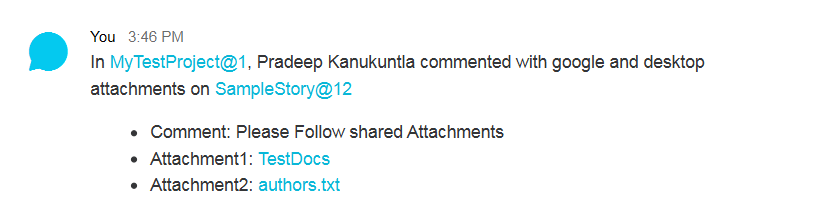 You 3:46 PM
In MyTestProject@1, Pradeep Kanukuntla commented with google and desktop
attachments on SampleStory@12
• Comment: Please Follow shared Attachments
• Attachment1: TestDocs
• Attachment2: authors.txt